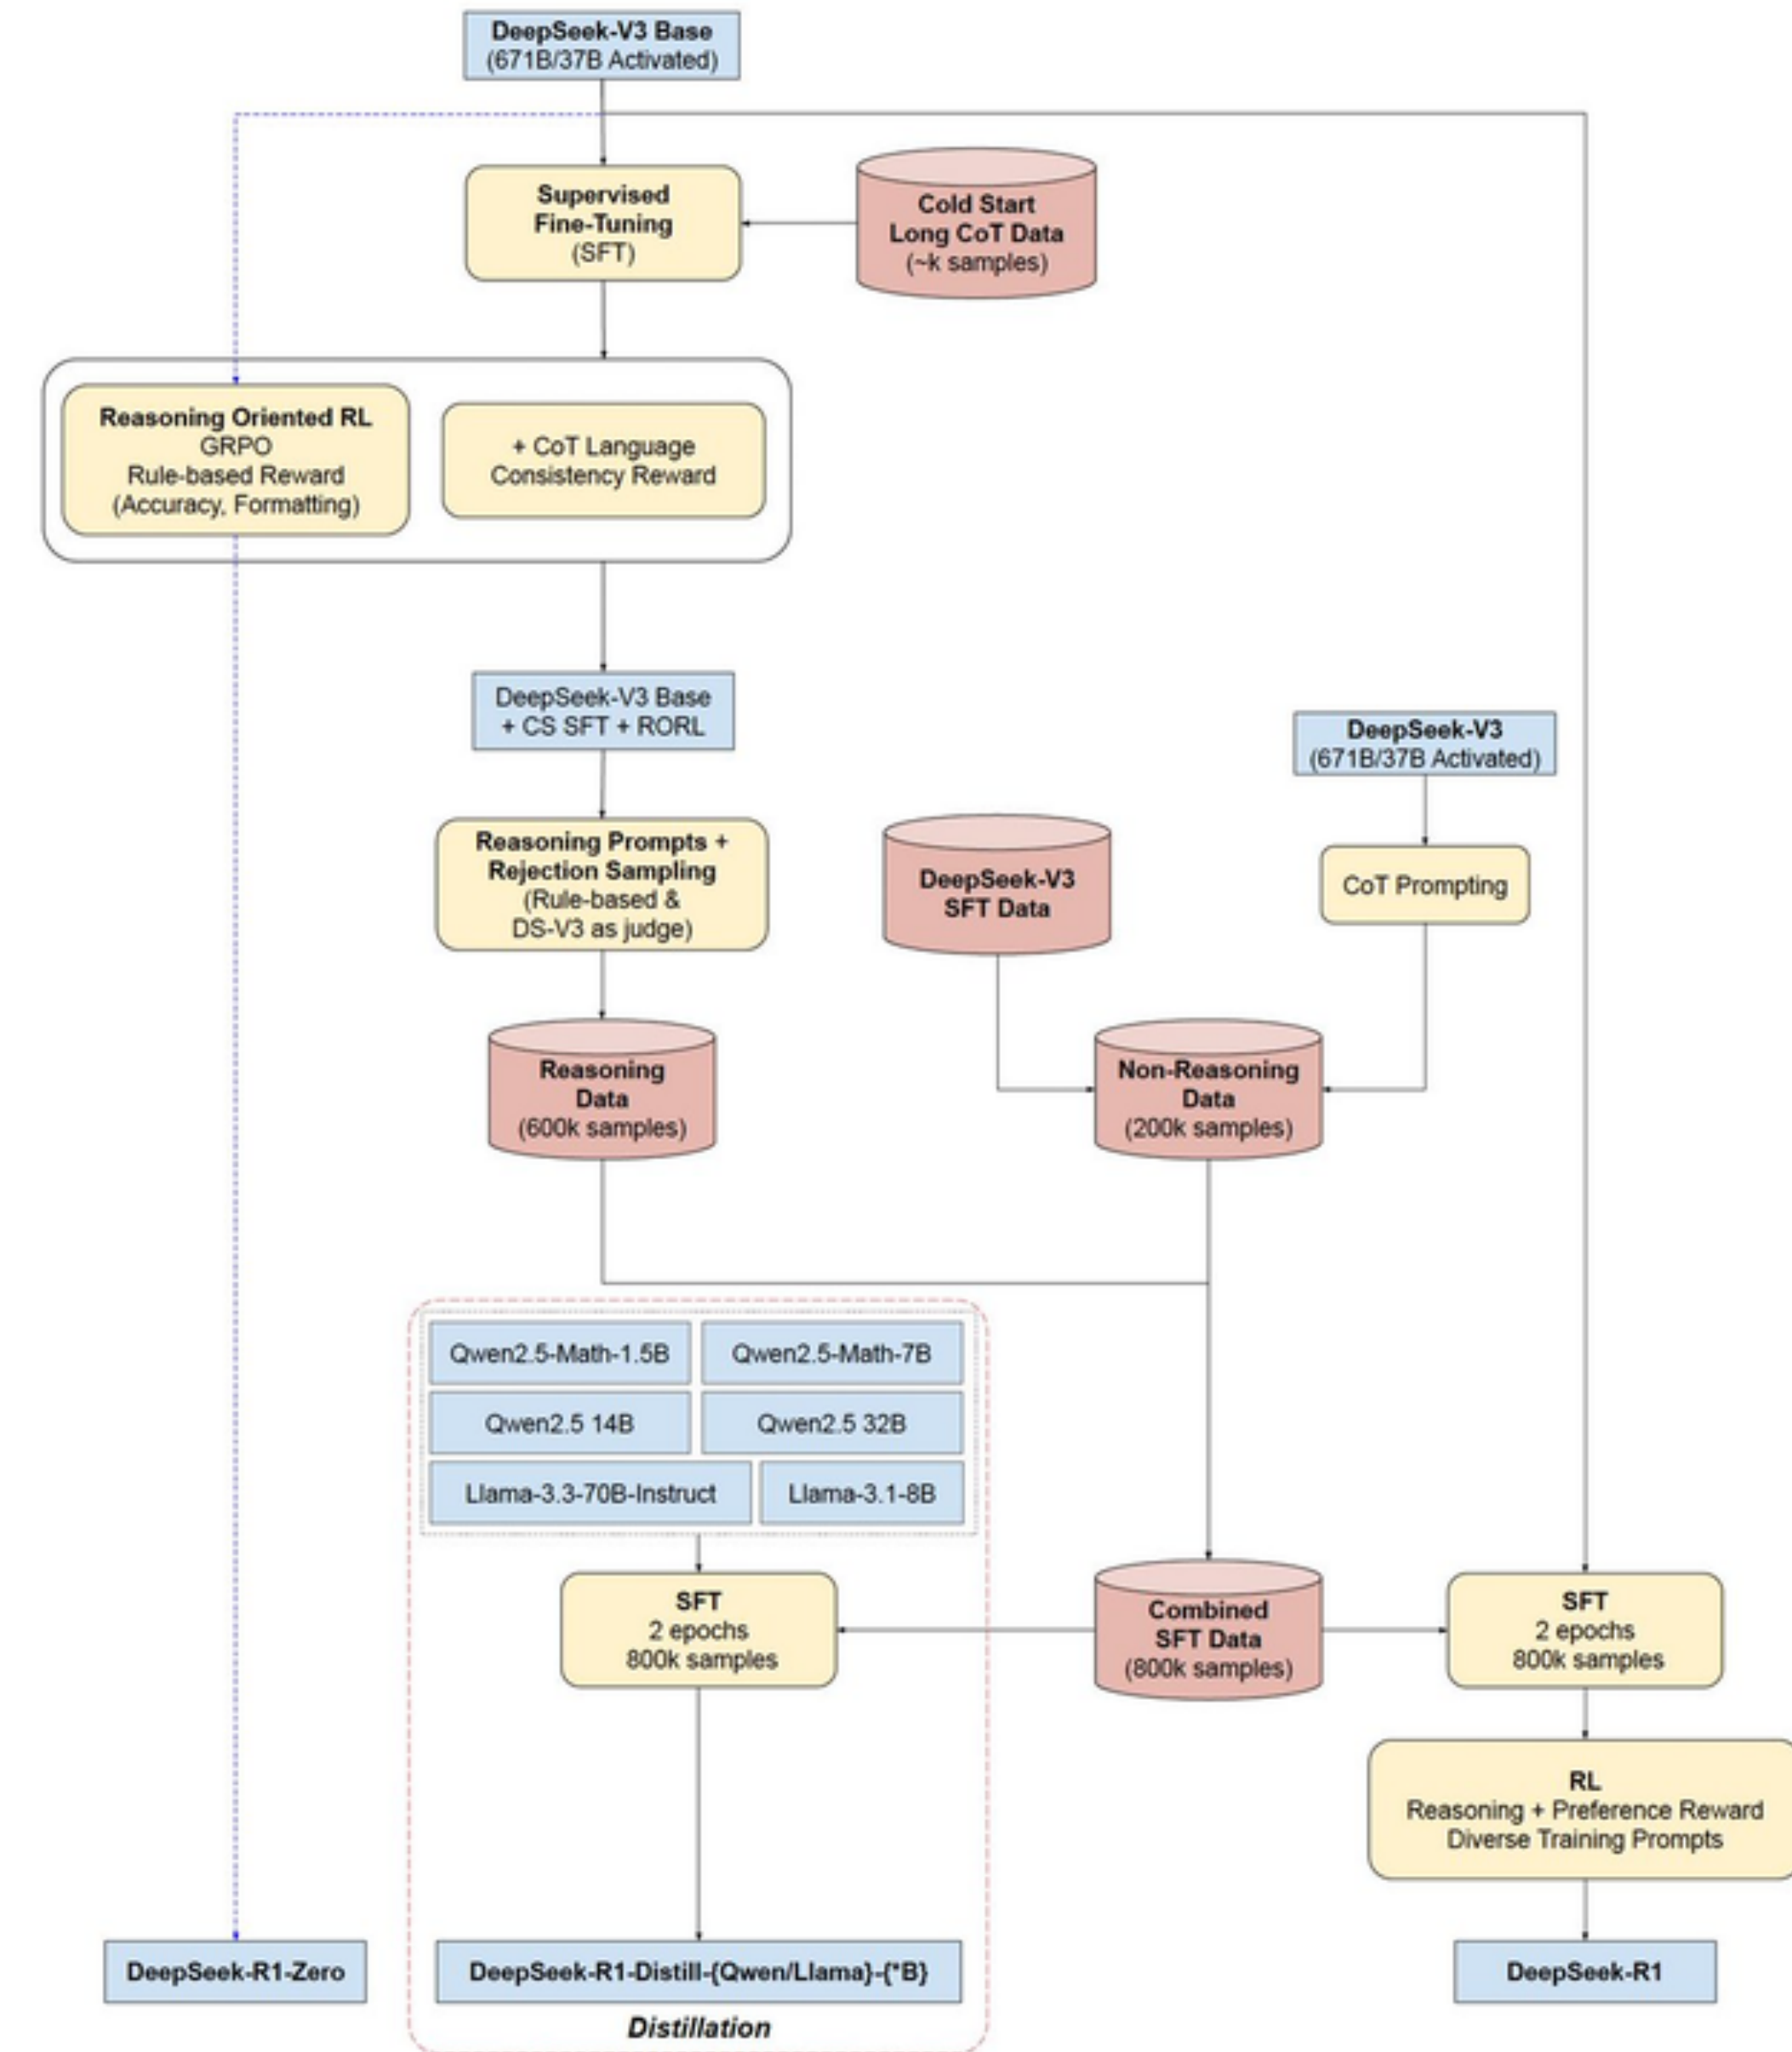 DeepSeek-V3 Base
(671B/37B Activated)
Supervised
Fine-Tuning
(SFT)
Cold Start
Long CoT Data
(~k samples)
Reasoning Oriented RL
GRPO
Rule-based Reward
(Accuracy, Formatting)
+ CoT Language
Consistency Reward
DeepSeek-V3 Base
+ CS SFT + RORL
DeepSeek-V3
(671B/37B Activated)
Reasoning Prompts +
Rejection Sampling
(Rule-based &
DS-V3 as judge)
DeepSeek-V3
SFT Data
CoT Prompting
Reasoning
Data
(600k samples)
Non-Reasoning
Data
(200k samples)
Qwen2.5-Math-1.5B
Qwen2.5-Math-7B
Qwen2.5 14B
Qwen2.5 32B
Llama-3.3-70B-Instruct
Llama-3.1-8B
SFT
2 epochs
800k samples
Combined
SFT Data
(800k samples)
SFT
2 epochs
800k samples
RL
Reasoning + Preference Reward
Diverse Training Prompts
DeepSeek-R1-Zero
DeepSeek-R1-Distill-{Qwen/Llama}-{*B}
DeepSeek-R1
Distillation